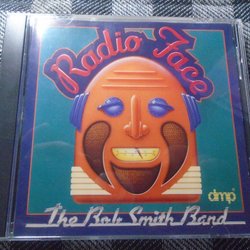 Radio Face
dmp
The Bob Smith Band